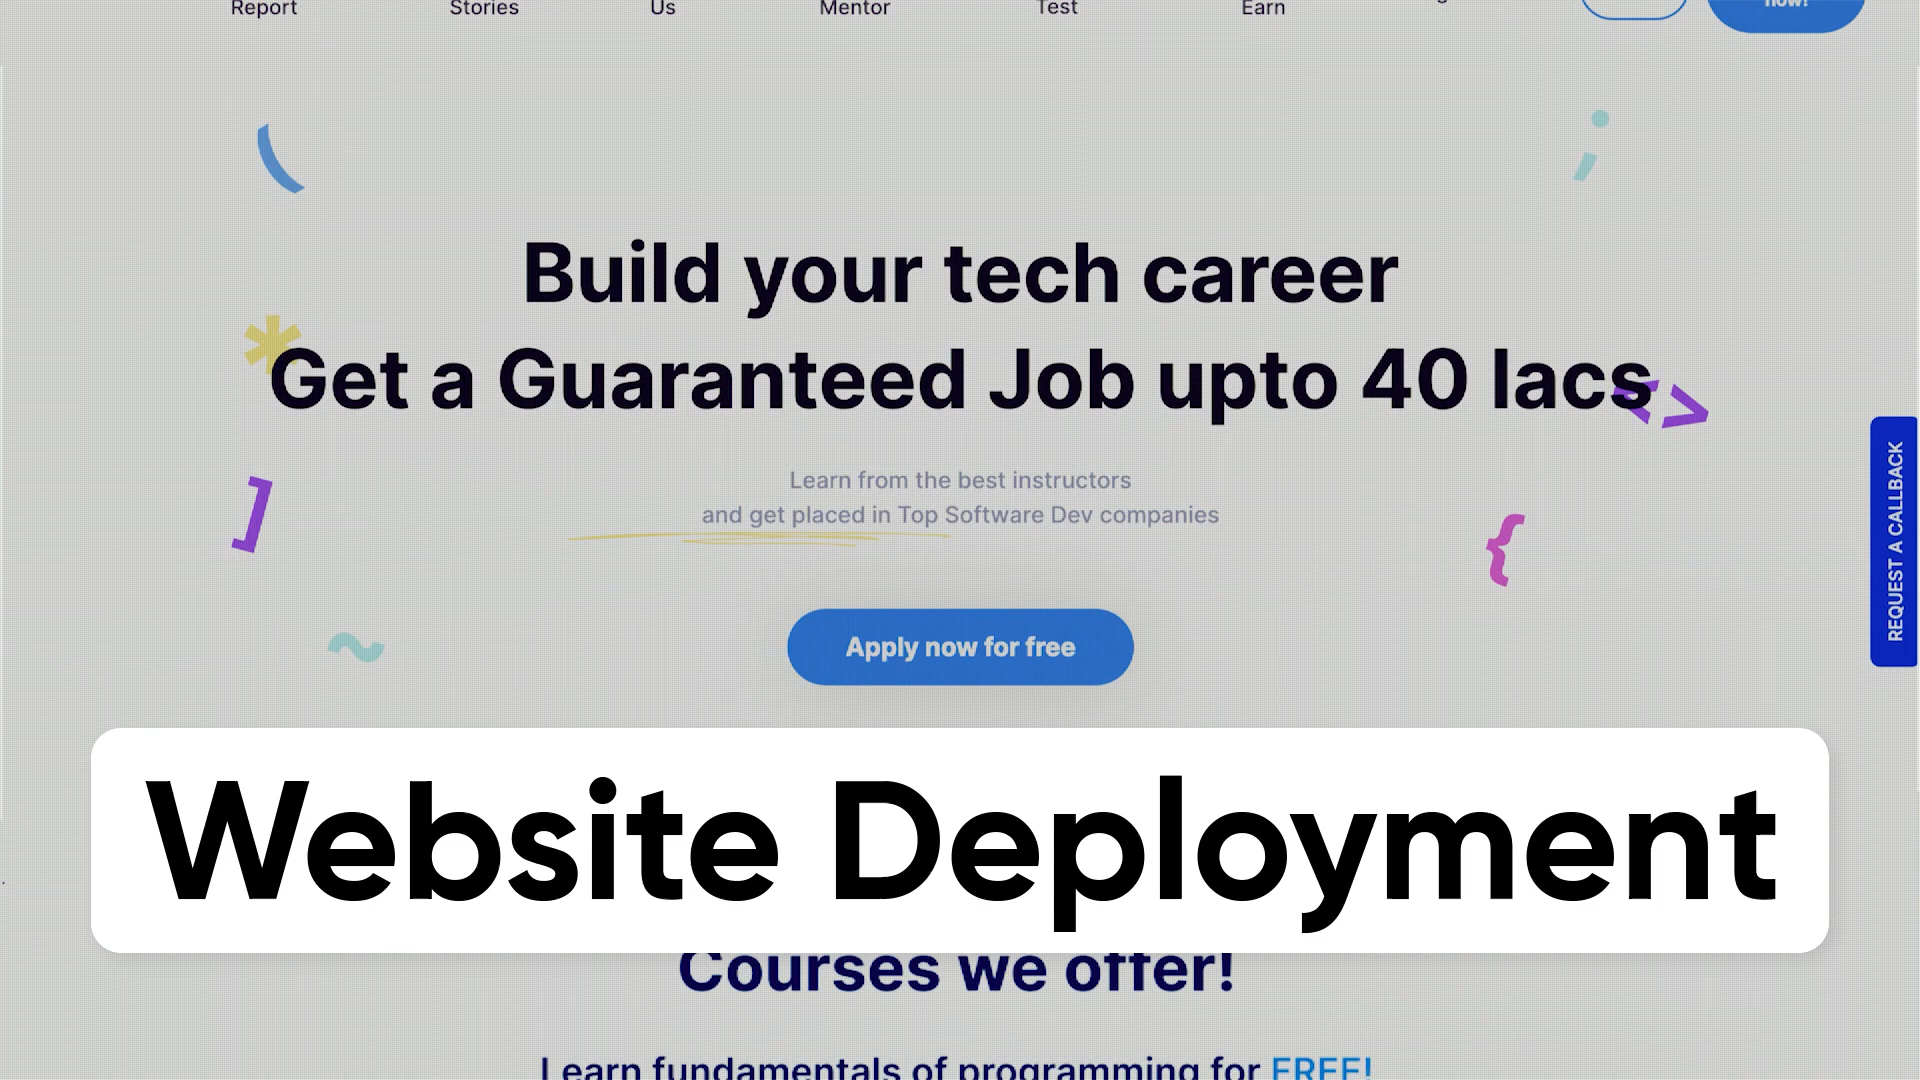 Report Stories Us Mentor Test Earn now!
Build your tech career
Get a Guaranteed Job upto 40 lacs
Learn from the best instructors
and get placed in Top Software Dev companies
REQUEST A CALLBACK
Apply now for free
Website Deployment
Courses we offer!
Learn fundamentals of programming for FREE!